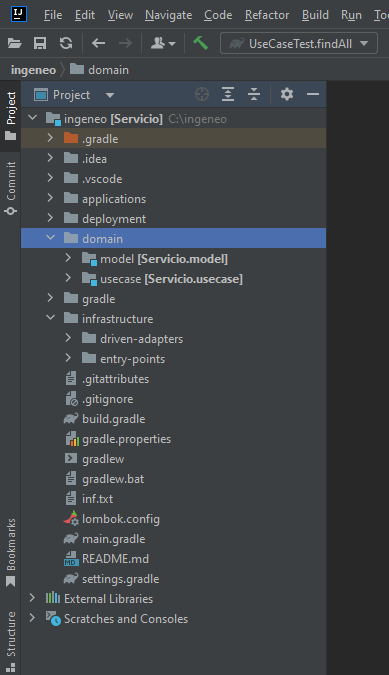 IJ File Edit View Navigate Code Refactor Build Run Too
UseCaseTest.findAll
ingeneo domain
Project
Project
ingeneo [Servicio] C:\ingeneo
.gradle
.idea
.vscode
applications
deployment
domain
model [Servicio.model]
usecase [Servicio.usecase]
gradle
infrastructure
driven-adapters
entry-points
.gitattributes
.gitignore
build.gradle
gradle.properties
gradlew
gradlew.bat
inf.txt
lombok.config
main.gradle
MD README.md
settings.gradle
External Libraries
Scratches and Consoles
Commit
Bookmarks
Structure